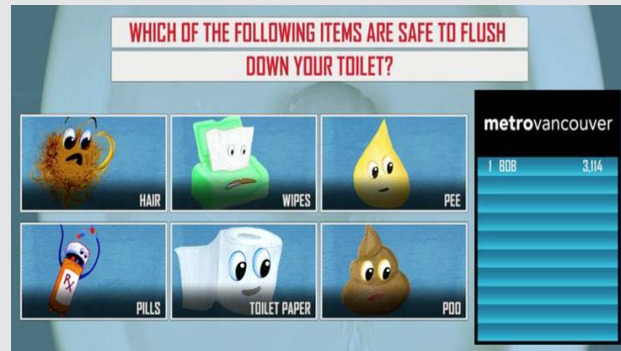 WHICH OF THE FOLLOWING ITEMS ARE SAFE TO FLUSH
DOWN YOUR TOILET?
metrovancouver
1 BOB 3,114
HAIR
WIPES
PEE
RX
PILLS
TOILET PAPER
POO